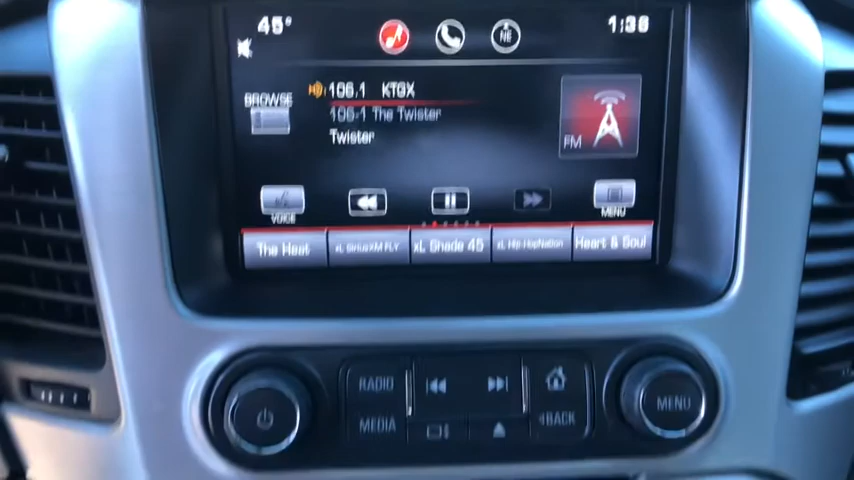 45°
NE
1:36
BROWSE
HD 106.1 KTGX
106-1 The Twister
Twister
FM
VOICE
MENU
The Heat
xL SiriusXM FLY
xL Shade 45
xL Hip HopNation
Heart & Soul
RADIO
MEDIA
BACK
MENU